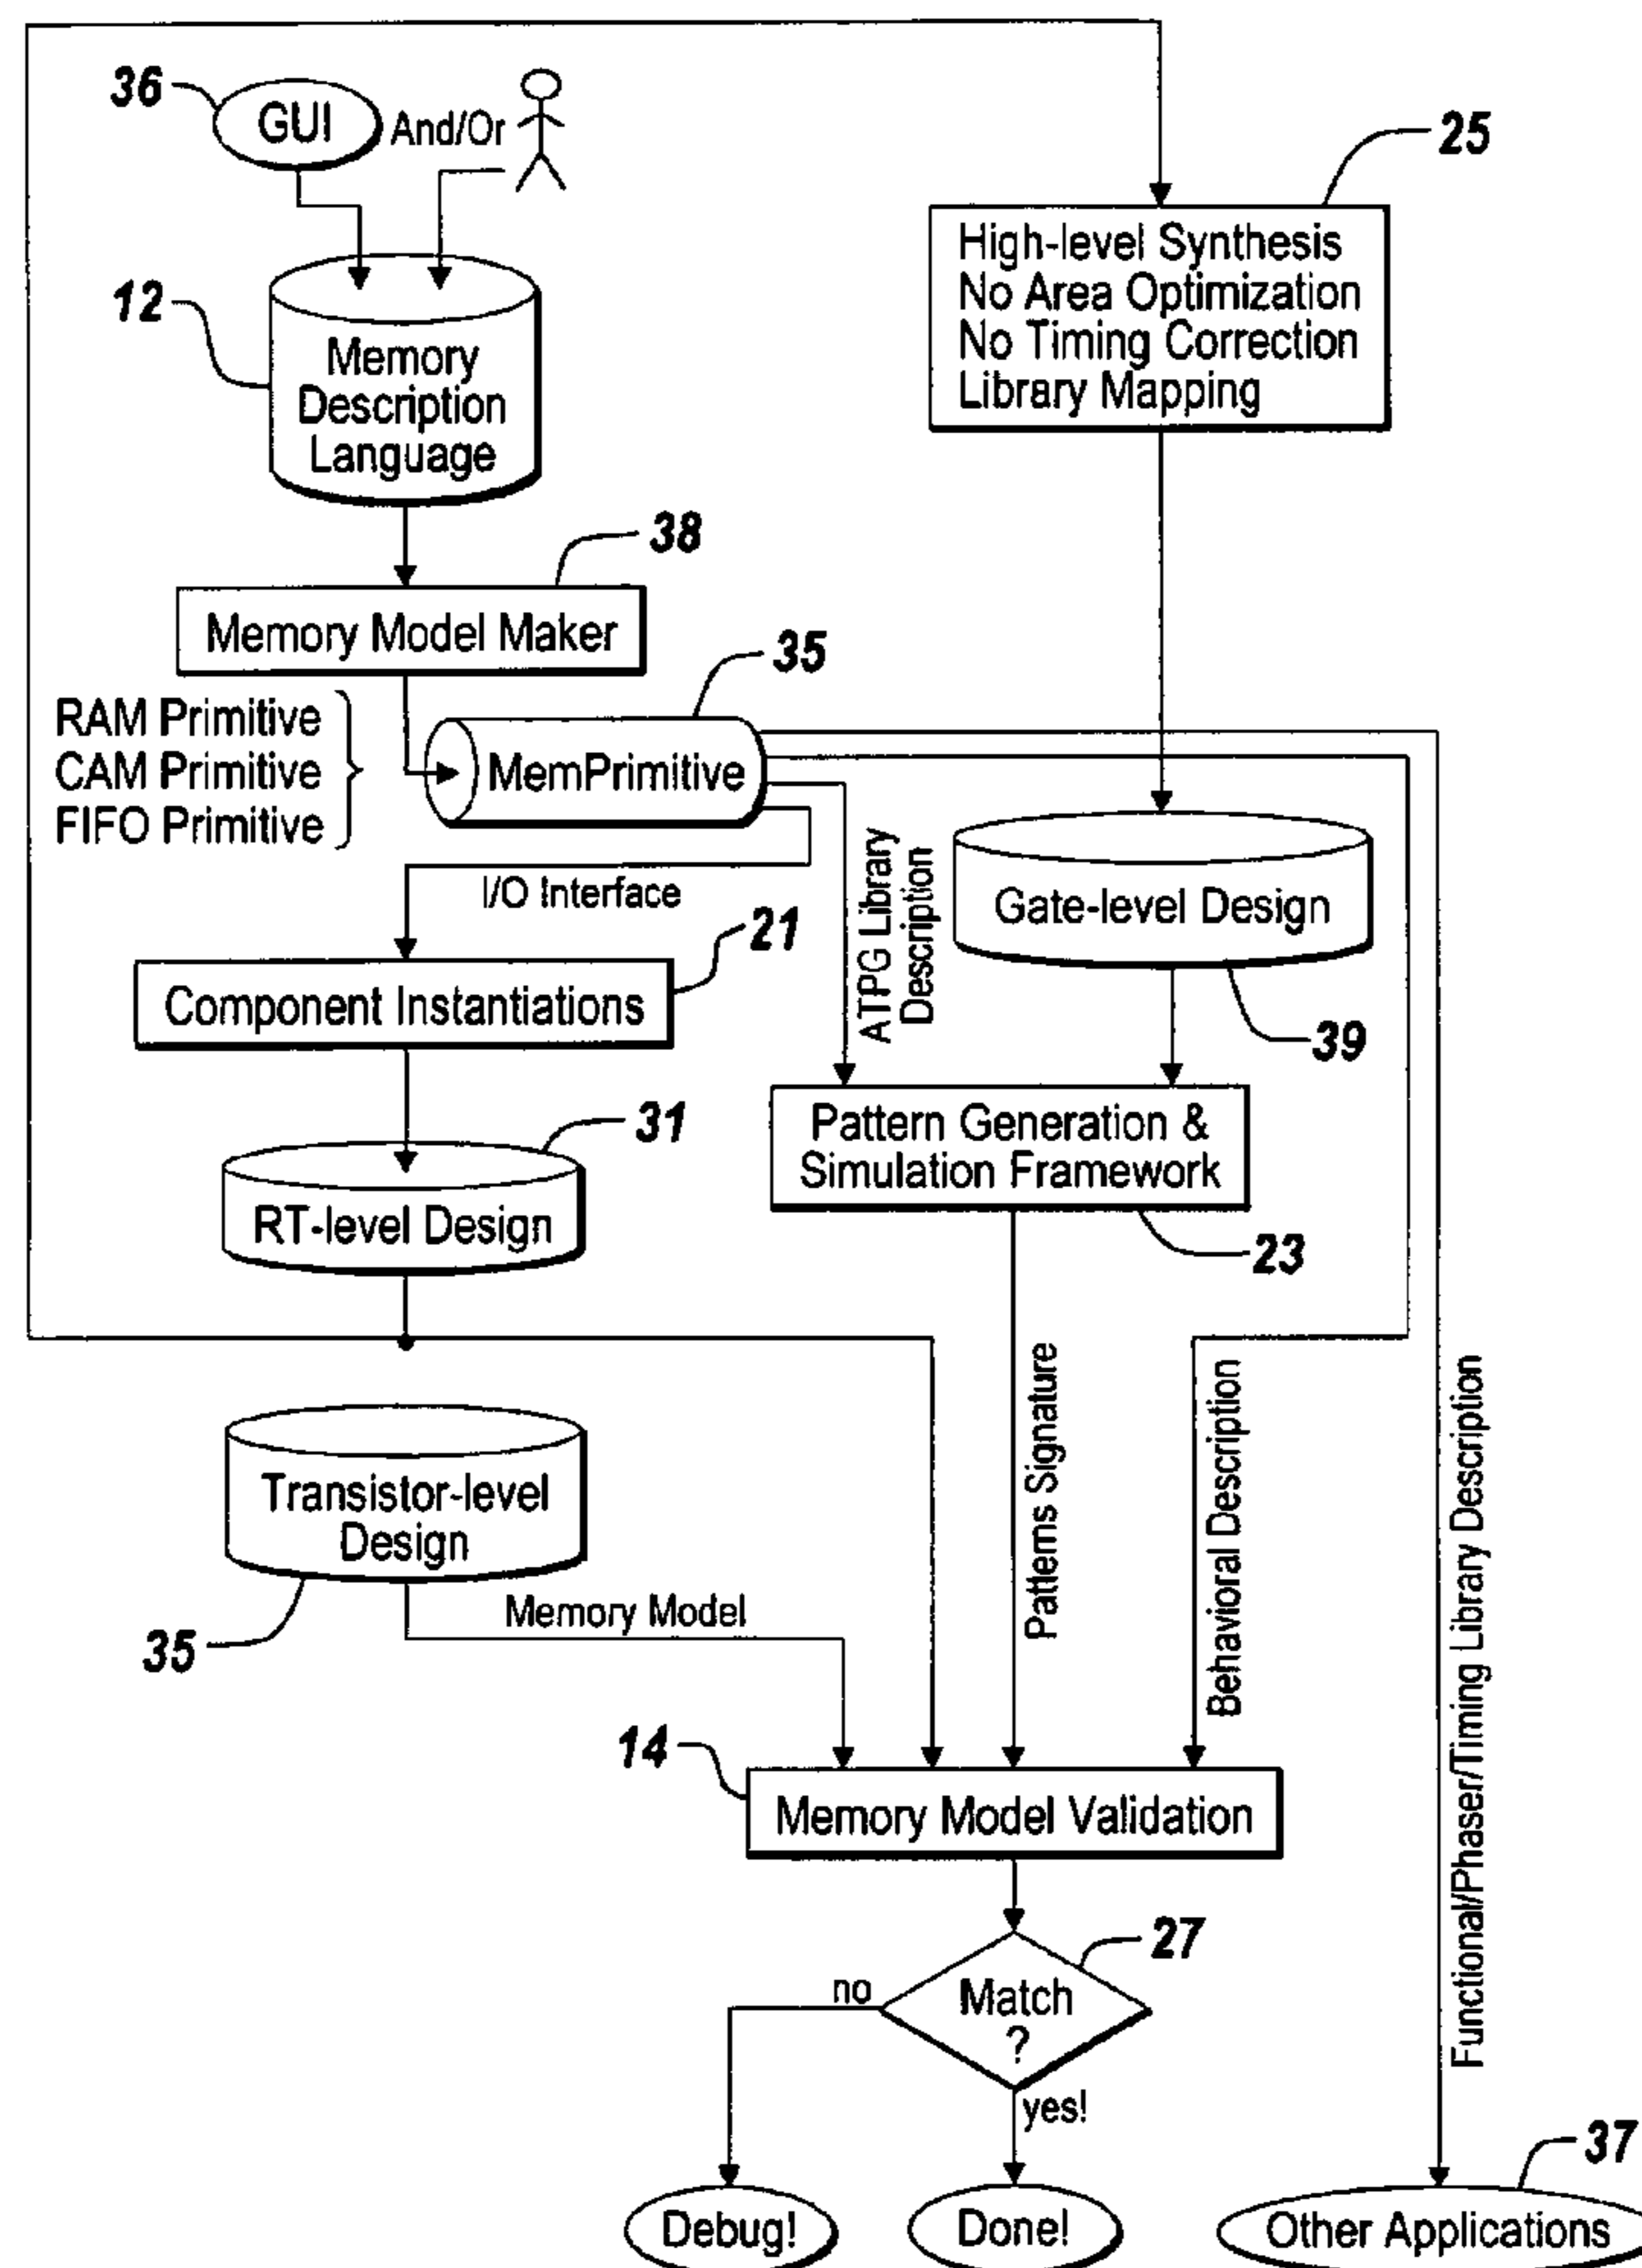 36
GUI
And/Or
25
High-level Synthesis
No Area Optimization
No Timing Correction
Library Mapping
12
Memory
Description
Language
38
Memory Model Maker
35
RAM Primitive
CAM Primitive
FIFO Primitive
MemPrimitive
I/O Interface
ATPG Library
Description
Gate-level Design
39
21
Component Instantiations
Pattern Generation &
Simulation Framework
23
31
RT-level Design
Transistor-level
Design
35
Memory Model
Patterns Signature
Behavioral Description
Functional/Phaser/Timing Library Description
14
Memory Model Validation
27
Match
?
no
yes!
37
Debug!
Done!
Other Applications